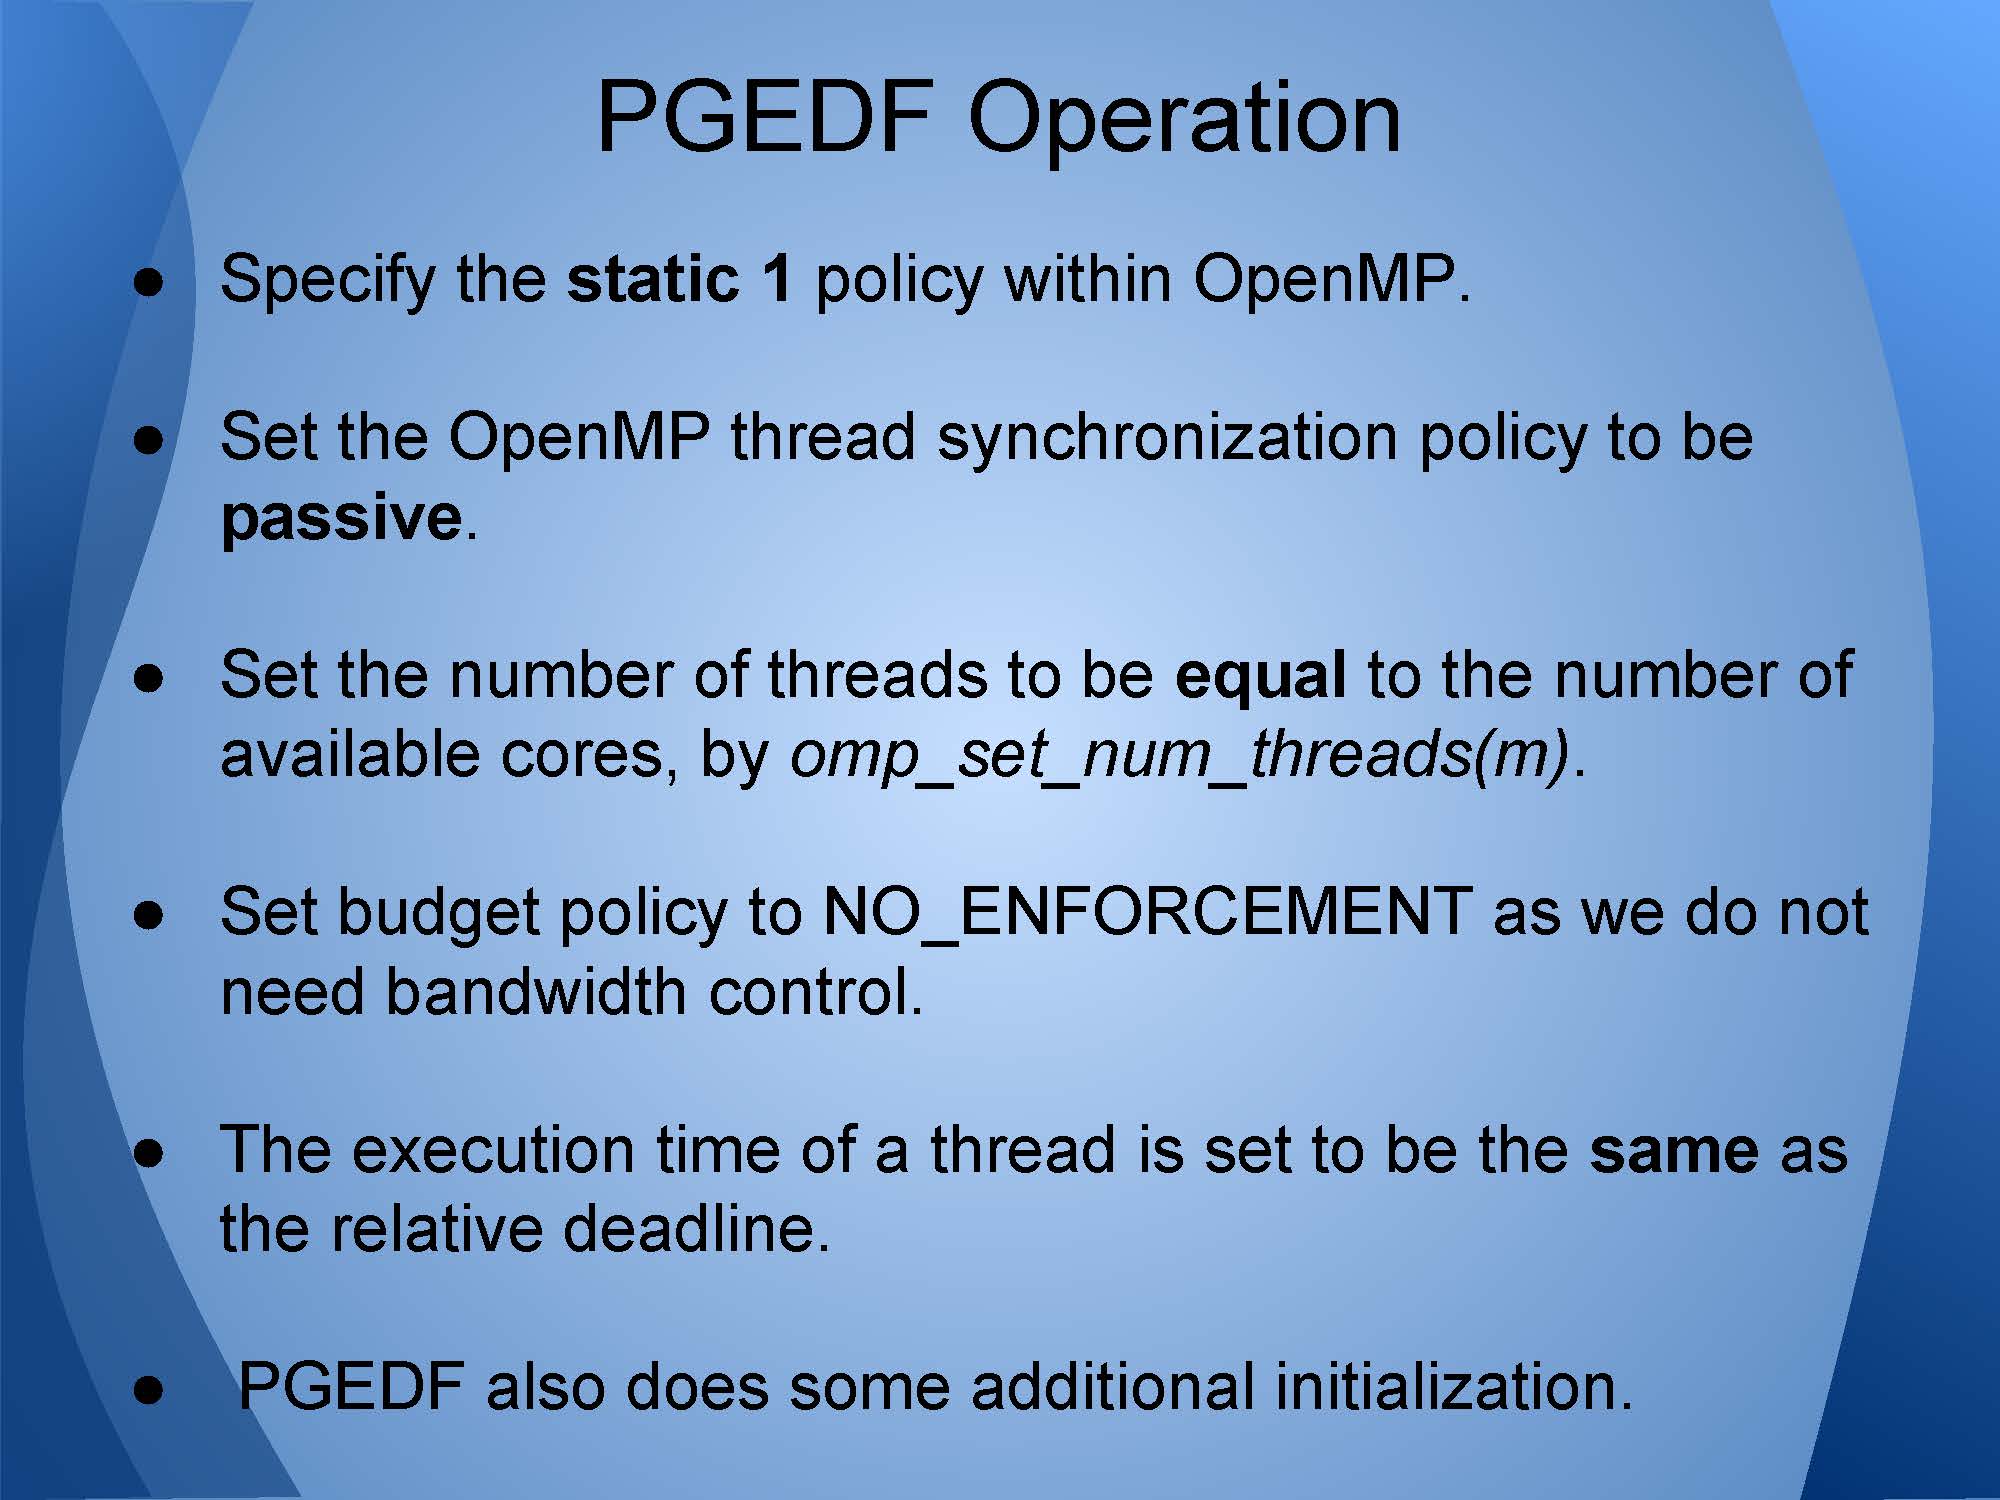 PGEDF Operation
● Specify the static 1 policy within OpenMP.
● Set the OpenMP thread synchronization policy to be
passive.
● Set the number of threads to be equal to the number of
available cores, by omp_set_num_threads(m).
● Set budget policy to NO_ENFORCEMENT as we do not
need bandwidth control.
● The execution time of a thread is set to be the same as
the relative deadline.
● PGEDF also does some additional initialization.